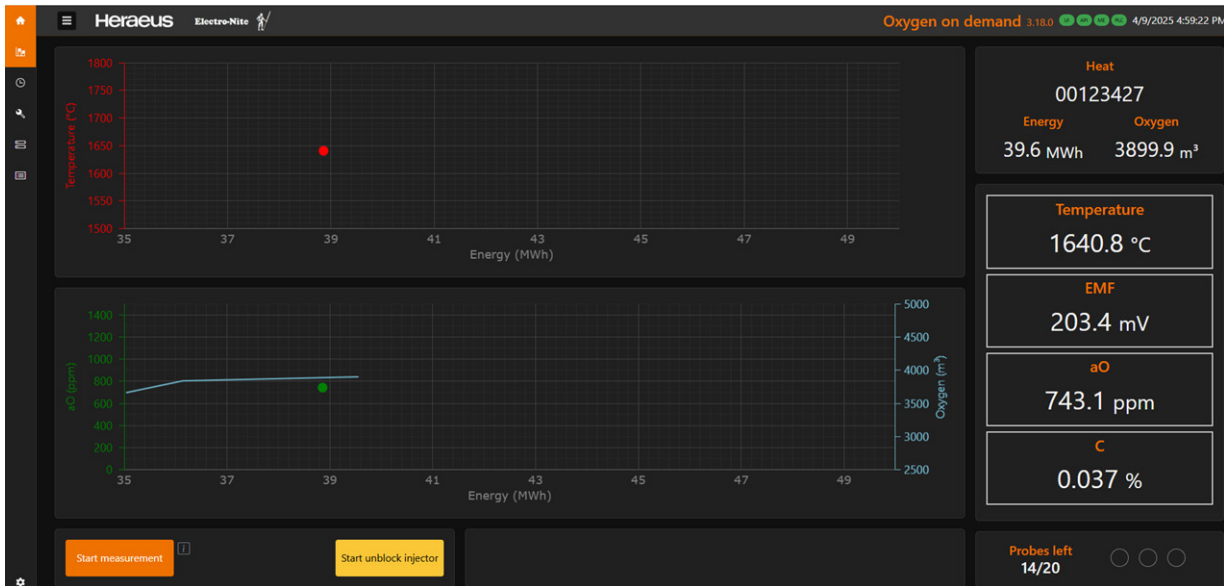 Heraeus Electro-Nite
Oxygen on demand 3.18.0 4/9/2025 4:59:22 PM
1800
1750
1700
1650
1600
1550
1500
Temperature (°C)
35 37 39 41 43 45 47 49
Energy (MWh)
1400
1200
1000
800
600
400
200
0
aO (ppm)
5000
4500
4000
3500
3000
2500
Oxygen (m³)
35 37 39 41 43 45 47 49
Energy (MWh)
Start measurement
Start unblock injector
Heat
00123427
Energy Oxygen
39.6 MWh 3899.9 m³
Temperature
1640.8 °C
EMF
203.4 mV
aO
743.1 ppm
C
0.037 %
Probes left
14/20